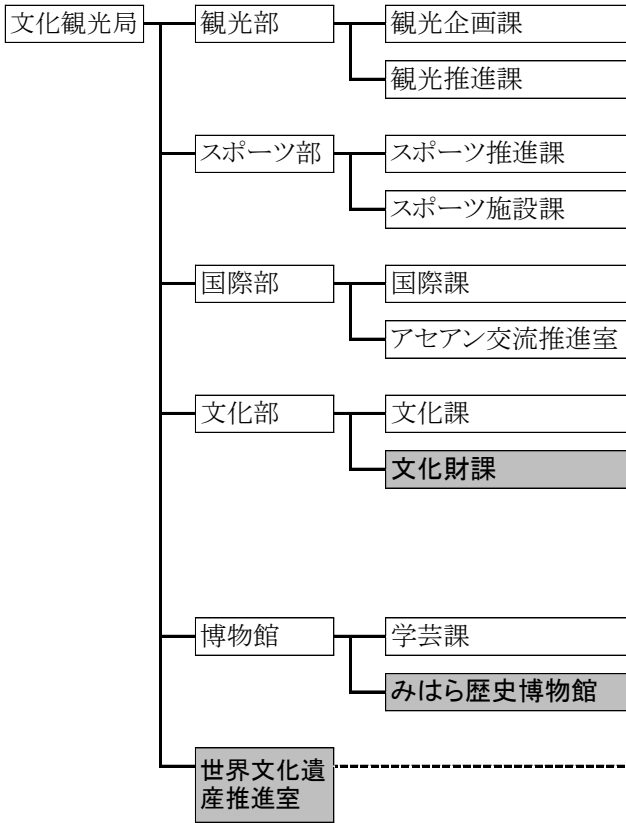 文化観光局
観光部
観光企画課
観光推進課
スポーツ部
スポーツ推進課
スポーツ施設課
国際部
国際課
アセアン交流推進室
文化部
文化課
文化財課
博物館
学芸課
みはら歴史博物館
世界文化遺
産推進室